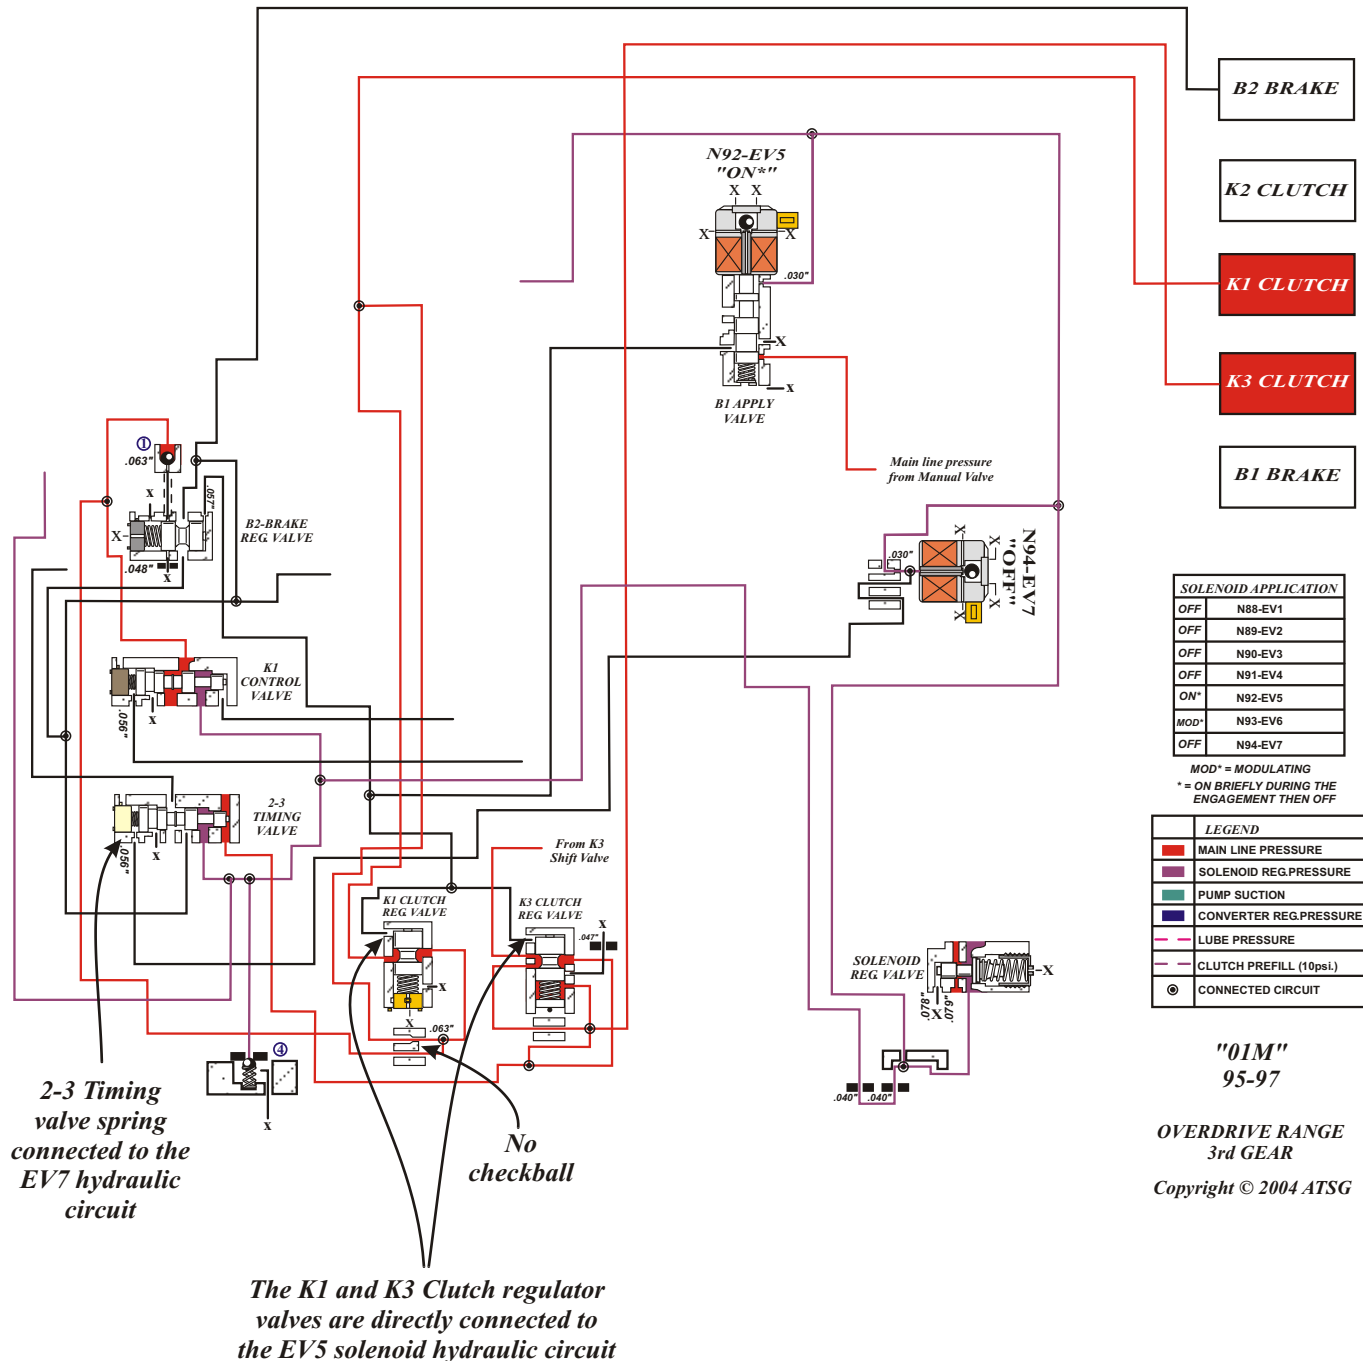 B2 BRAKE
K2 CLUTCH
K1 CLUTCH
K3 CLUTCH
B1 BRAKE
N92-EV5
"ON*"
X X
X
X
.030"
X
X
B1 APPLY
VALVE
Main line pressure
from Manual Valve
1
.063"
x
.057"
X
B2-BRAKE
REG. VALVE
.048"
x
.030"
X
X
X
X
N94-EV7
"OFF"
K1
CONTROL
VALVE
.056"
x
2-3
TIMING
VALVE
.056"
x
From K3
Shift Valve
K1 CLUTCH
REG. VALVE
K3 CLUTCH
REG. VALVE
x
.047"
x
X
.063"
SOLENOID
REG. VALVE
X
.078"
X
.079"
.040"
.040"
4
x
SOLENOID APPLICATION
OFF N88-EV1
OFF N89-EV2
OFF N90-EV3
OFF N91-EV4
ON* N92-EV5
MOD* N93-EV6
OFF N94-EV7
MOD* = MODULATING
* = ON BRIEFLY DURING THE
ENGAGEMENT THEN OFF
LEGEND
MAIN LINE PRESSURE
SOLENOID REG.PRESSURE
PUMP SUCTION
CONVERTER REG.PRESSURE
LUBE PRESSURE
CLUTCH PREFILL (10psi.)
CONNECTED CIRCUIT
"01M"
95-97
OVERDRIVE RANGE
3rd GEAR
Copyright © 2004 ATSG
2-3 Timing
valve spring
connected to the
EV7 hydraulic
circuit
No
checkball
The K1 and K3 Clutch regulator
valves are directly connected to
the EV5 solenoid hydraulic circuit